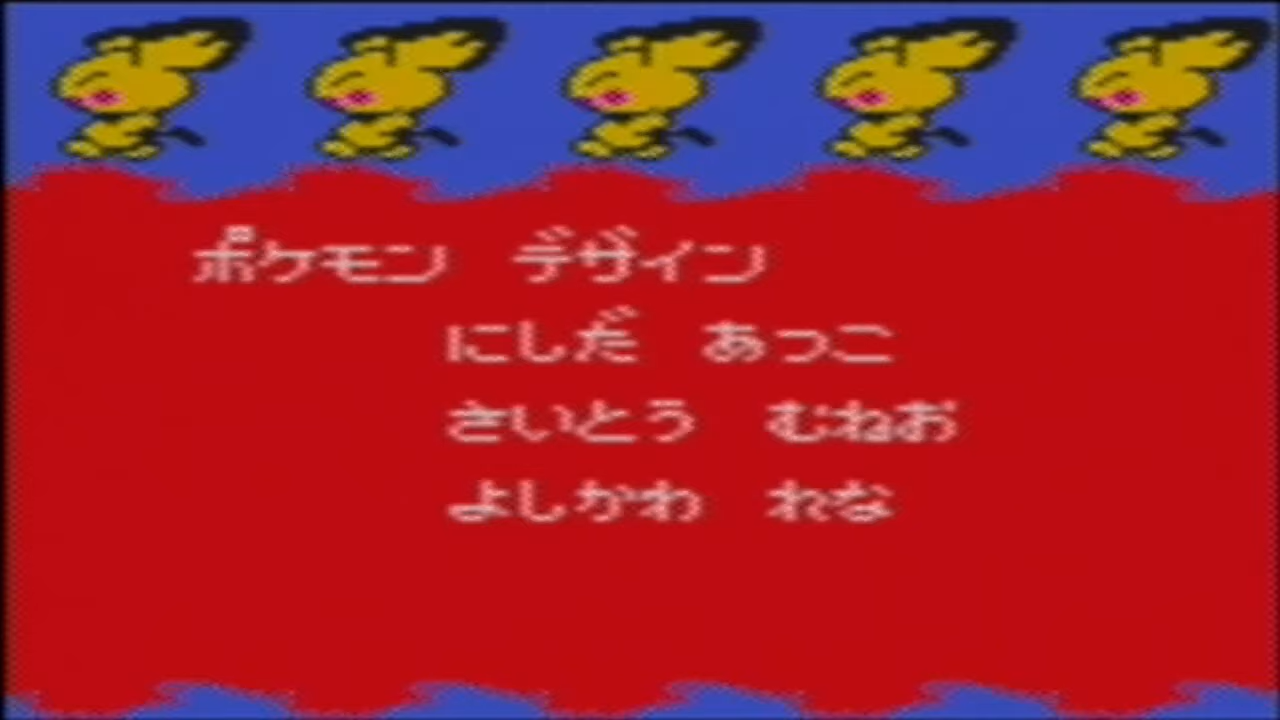 ポケモン デザイン
にしだ あつこ
さいとう むねお
よしかわ れな